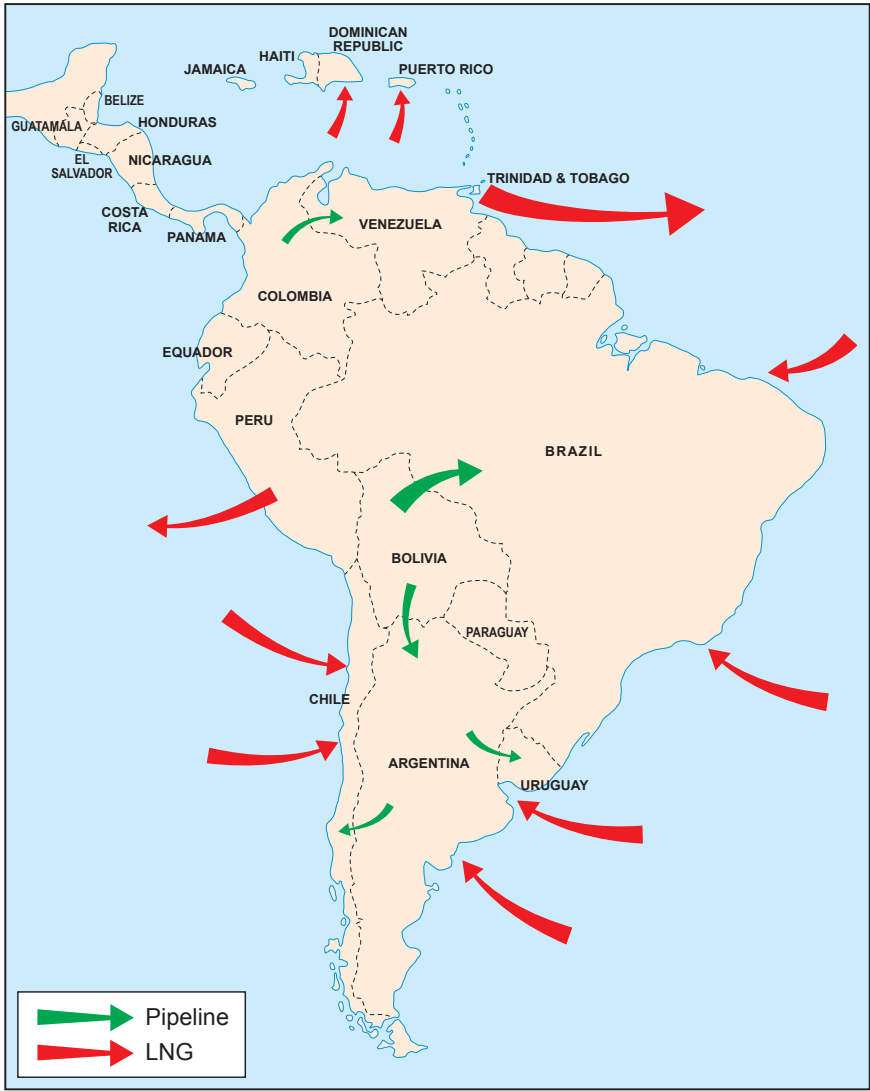 DOMINICAN
REPUBLIC
HAITI
JAMAICA
PUERTO RICO
BELIZE
GUATAMALA
HONDURAS
EL
SALVADOR
NICARAGUA
TRINIDAD & TOBAGO
COSTA
RICA
PANAMA
VENEZUELA
COLOMBIA
EQUADOR
PERU
BRAZIL
BOLIVIA
PARAGUAY
CHILE
ARGENTINA
URUGUAY
Pipeline
LNG